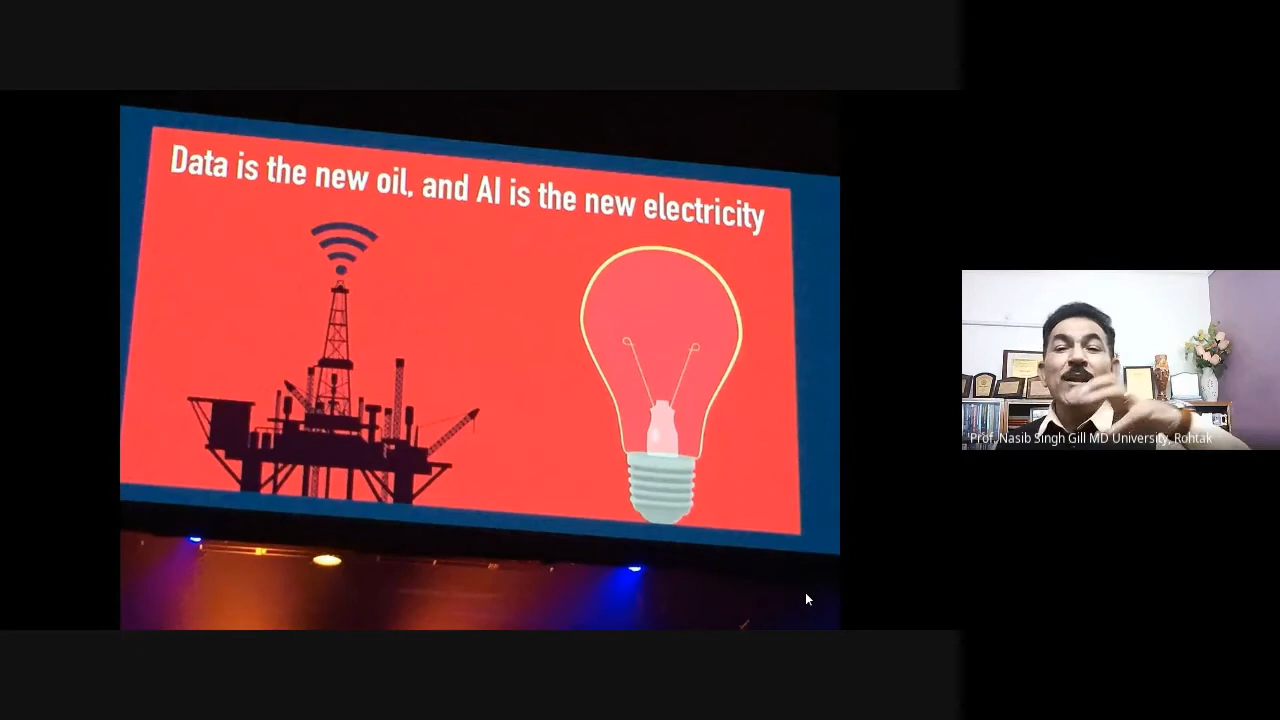 Data is the new oil, and AI is the new electricity
'Prof. Nasib Singh Gill MD University, Rohtak